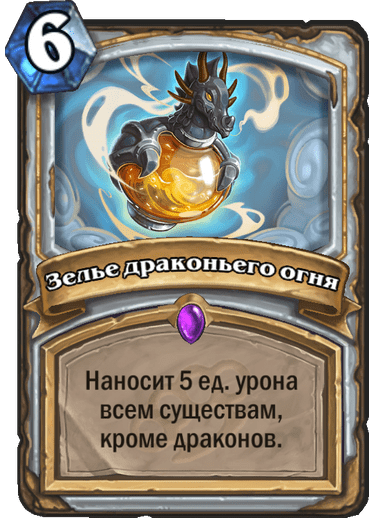 6
Зелье драконьего огня
Наносит 5 ед. урона
всем существам,
кроме драконов.